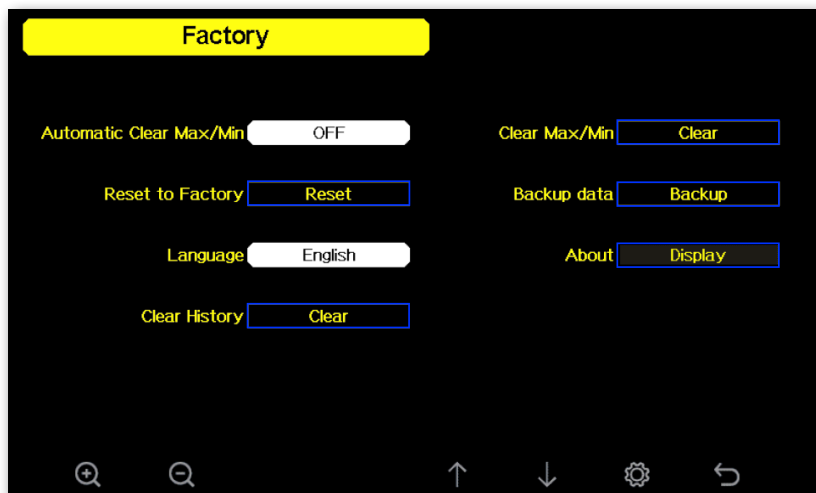 Factory
Automatic Clear Max/Min OFF Clear Max/Min Clear
Reset to Factory Reset Backup data Backup
Language English About Display
Clear History Clear